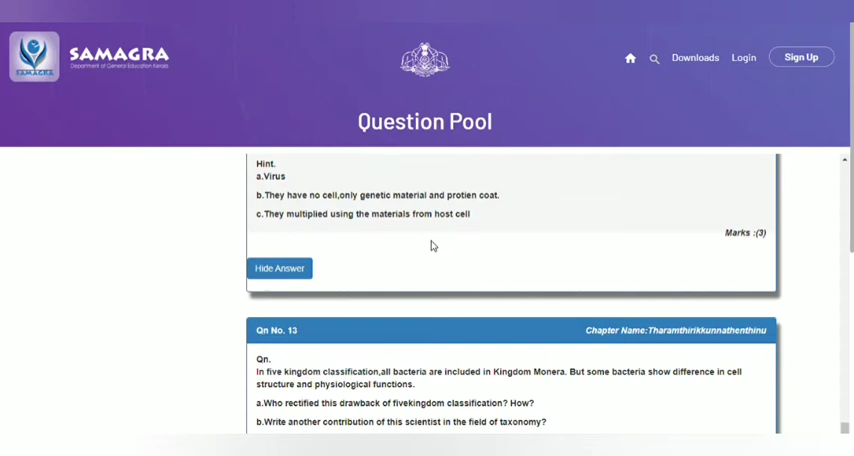 SAMAGRA
Department of General Education Kerala
SAMAGRA
Downloads
Login
Sign Up
Question Pool
Hint.
a.Virus
b.They have no cell,only genetic material and protien coat.
c.They multiplied using the materials from host cell
Marks :(3)
Hide Answer
Qn No. 13
Chapter Name:Tharamthirikkunnathenthinu
Qn.
In five kingdom classification,all bacteria are included in Kingdom Monera. But some bacteria show difference in cell
structure and physiological functions.
a.Who rectified this drawback of fivekingdom classification? How?
b.Write another contribution of this scientist in the field of taxonomy?